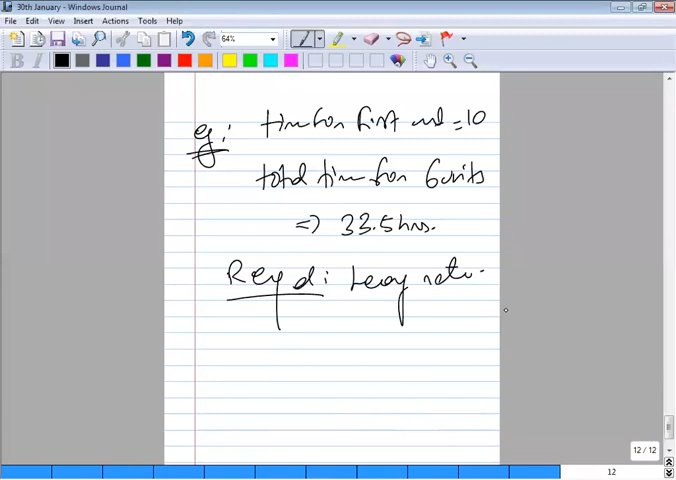 30th January - Windows Journal
File Edit View Insert Actions Tools Help
64%
B I
eg: time for first unit = 10
total time for 6 units
=> 33.5 hrs.
Reqd: Learng rate.
12 / 12
12